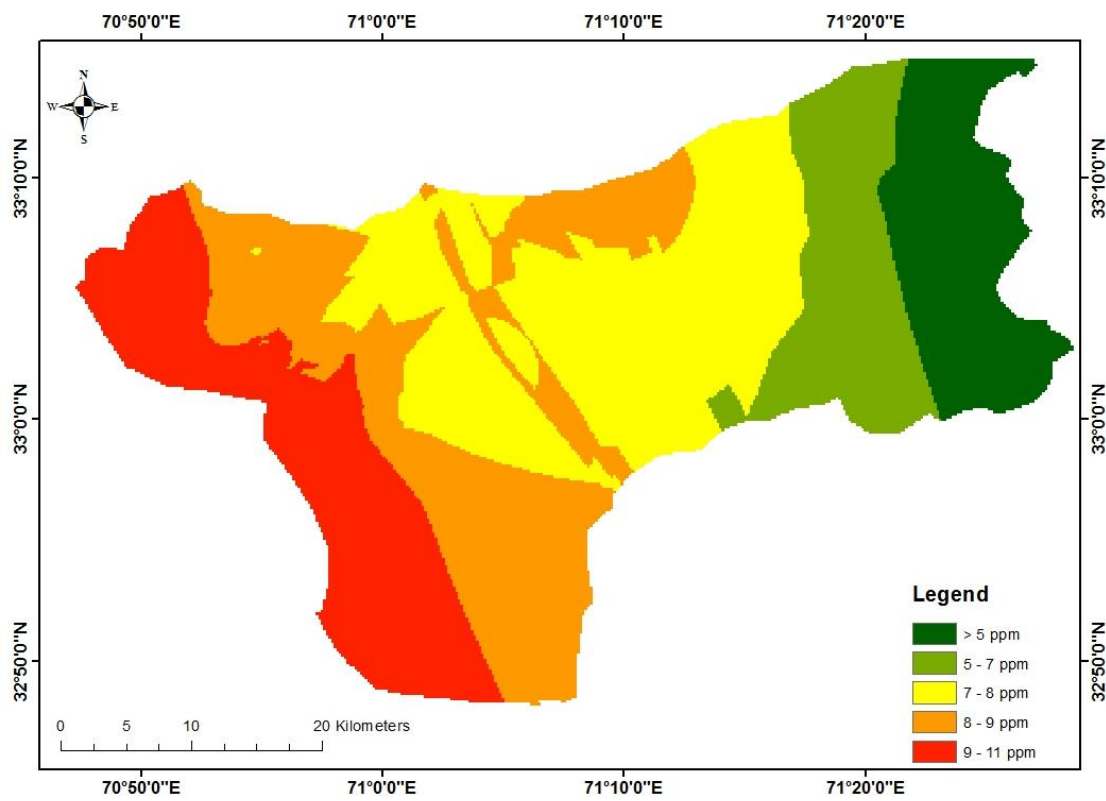 70°50'0"E 71°0'0"E 71°10'0"E 71°20'0"E
N
W E
S
33°10'0"N 33°10'0"N
33°0'0"N 33°0'0"N
32°50'0"N 32°50'0"N
Legend
> 5 ppm
5 - 7 ppm
7 - 8 ppm
8 - 9 ppm
9 - 11 ppm
0 5 10 20 Kilometers
70°50'0"E 71°0'0"E 71°10'0"E 71°20'0"E